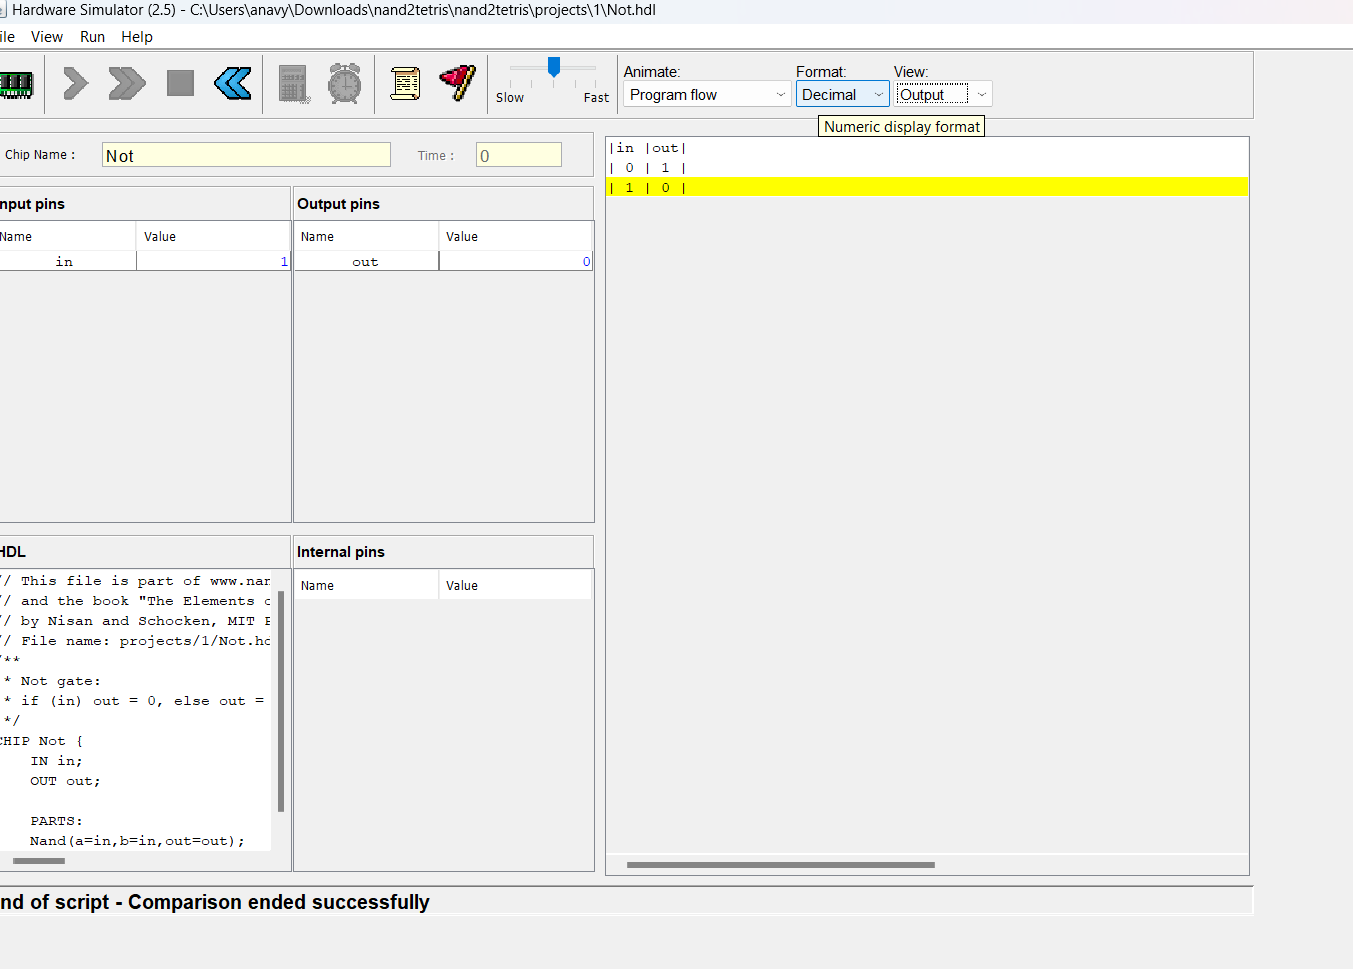 Hardware Simulator (2.5) - C:\Users\anavy\Downloads\nand2tetris\nand2tetris\projects\1\Not.hdl
ile View Run Help
Slow Fast
Animate: Format: View:
Program flow Decimal Output
Numeric display format
Chip Name : Not Time : 0
nput pins
Name Value
in 1
Output pins
Name Value
out 0
|in |out|
| 0 | 1 |
| 1 | 0 |
HDL
// This file is part of www.nan
// and the book "The Elements o
// by Nisan and Schocken, MIT P
// File name: projects/1/Not.hd
/**
* Not gate:
* if (in) out = 0, else out =
*/
CHIP Not {
IN in;
OUT out;
PARTS:
Nand(a=in,b=in,out=out);
Internal pins
Name Value
nd of script - Comparison ended successfully